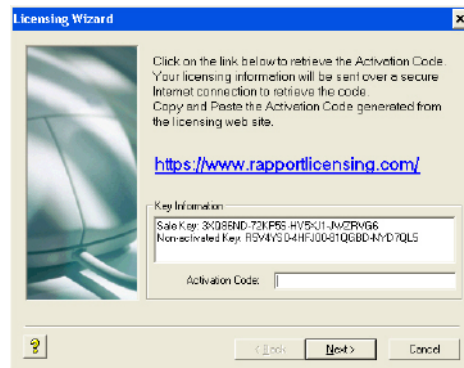 Licensing Wizard
Click on the link below to retrieve the Activation Code.
Your licensing information will be sent over a secure
Internet connection to retrieve the code.
Copy and Paste the Activation Code generated from
the licensing web site.
https://www.rapportlicensing.com/
Key Information
Sale Key:
Non-activated Key:
Activation Code:
< Back
Next >
Cancel